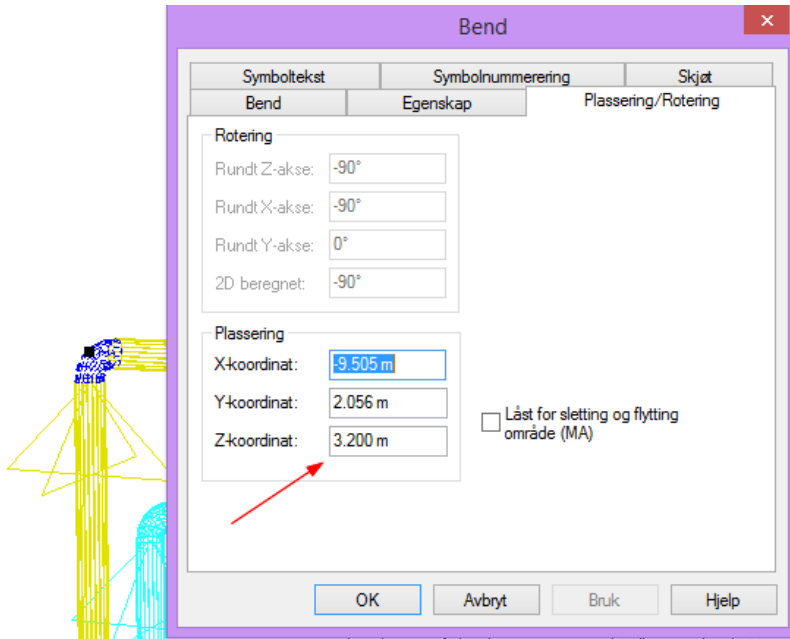 Bend
Symboltekst Symbolnummerering Skjøt
Bend Egenskap Plassering/Rotering
Rotering
Rundt Z-akse: -90°
Rundt X-akse: -90°
Rundt Y-akse: 0°
2D beregnet: -90°
Plassering
X-koordinat: -9.505 m
Y-koordinat: 2.056 m
Z-koordinat: 3.200 m
Låst for sletting og flytting
område (MA)
OK Avbryt Bruk Hjelp